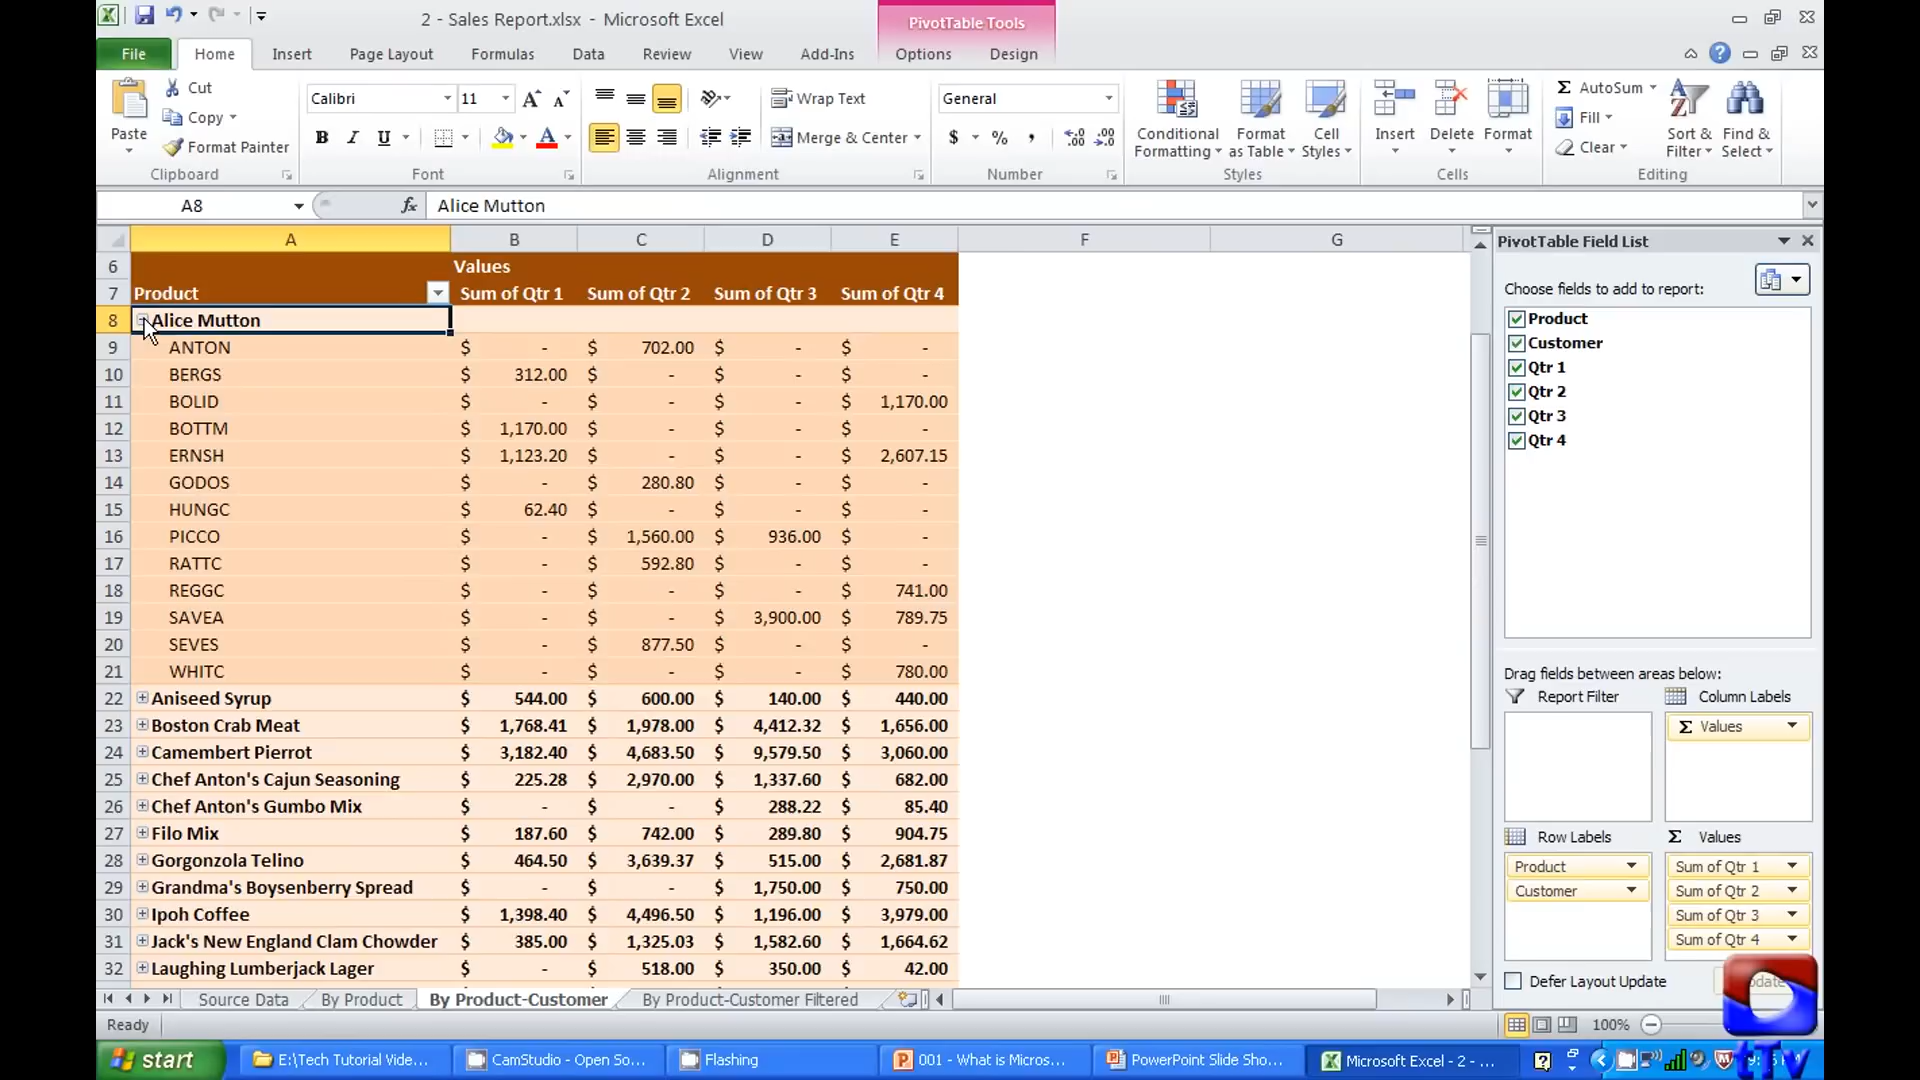 2 - Sales Report.xlsx - Microsoft Excel
PivotTable Tools
File Home Insert Page Layout Formulas Data Review View Add-Ins Options Design
Paste
Cut
Copy
Format Painter
Clipboard
Calibri 11
B I U A
Font
Wrap Text
Merge & Center
Alignment
General
$ % ,
Number
Conditional Formatting
Format as Table
Cell Styles
Styles
Insert
Delete
Format
Cells
AutoSum
Fill
Clear
Sort & Filter
Find & Select
Editing
A8 fx Alice Mutton
A B C D E F G
6 Values
7 Product Sum of Qtr 1 Sum of Qtr 2 Sum of Qtr 3 Sum of Qtr 4
8 Alice Mutton
9 ANTON $ - $ 702.00 $ - $ -
10 BERGS $ 312.00 $ - $ - $ -
11 BOLID $ - $ - $ - $ 1,170.00
12 BOTTM $ 1,170.00 $ - $ - $ -
13 ERNSH $ 1,123.20 $ - $ - $ 2,607.15
14 GODOS $ - $ 280.80 $ - $ -
15 HUNGC $ 62.40 $ - $ - $ -
16 PICCO $ - $ 1,560.00 $ 936.00 $ -
17 RATTC $ - $ 592.80 $ - $ -
18 REGGC $ - $ - $ - $ 741.00
19 SAVEA $ - $ - $ 3,900.00 $ 789.75
20 SEVES $ - $ 877.50 $ - $ -
21 WHITC $ - $ - $ - $ 780.00
22 Aniseed Syrup $ 544.00 $ 600.00 $ 140.00 $ 440.00
23 Boston Crab Meat $ 1,768.41 $ 1,978.00 $ 4,412.32 $ 1,656.00
24 Camembert Pierrot $ 3,182.40 $ 4,683.50 $ 9,579.50 $ 3,060.00
25 Chef Anton's Cajun Seasoning $ 225.28 $ 2,970.00 $ 1,337.60 $ 682.00
26 Chef Anton's Gumbo Mix $ - $ - $ 288.22 $ 85.40
27 Filo Mix $ 187.60 $ 742.00 $ 289.80 $ 904.75
28 Gorgonzola Telino $ 464.50 $ 3,639.37 $ 515.00 $ 2,681.87
29 Grandma's Boysenberry Spread $ - $ - $ 1,750.00 $ 750.00
30 Ipoh Coffee $ 1,398.40 $ 4,496.50 $ 1,196.00 $ 3,979.00
31 Jack's New England Clam Chowder $ 385.00 $ 1,325.03 $ 1,582.60 $ 1,664.62
32 Laughing Lumberjack Lager $ - $ 518.00 $ 350.00 $ 42.00
PivotTable Field List
Choose fields to add to report:
Product
Customer
Qtr 1
Qtr 2
Qtr 3
Qtr 4
Drag fields between areas below:
Report Filter Column Labels
Σ Values
Row Labels Σ Values
Product Sum of Qtr 1
Customer Sum of Qtr 2
Sum of Qtr 3
Sum of Qtr 4
Defer Layout Update
Source Data By Product By Product-Customer By Product-Customer Filtered
Ready 100%
start E:\Tech Tutorial Vide... CamStudio - Open So... Flashing 001 - What is Micros... PowerPoint Slide Sho... Microsoft Excel - 2 - ...
tTv